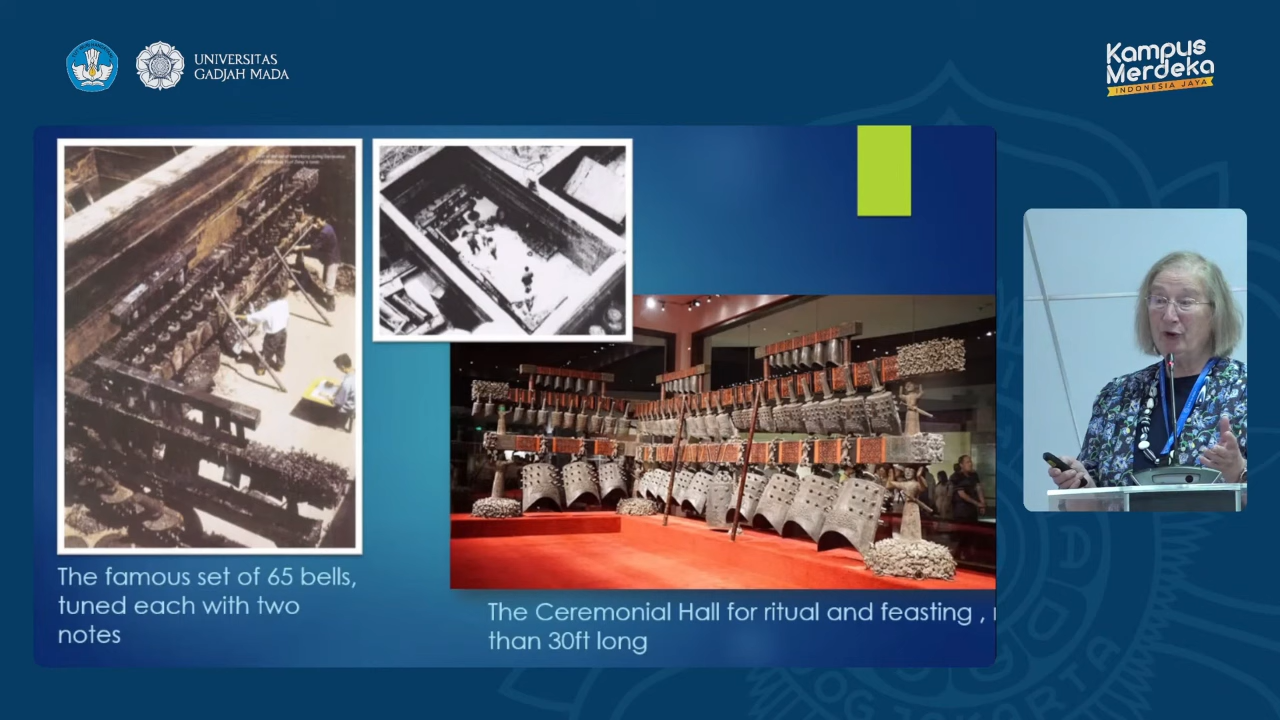 UNIVERSITAS
GADJAH MADA
Kampus
Merdeka
INDONESIA JAYA
The famous set of 65 bells,
tuned each with two
notes
The Ceremonial Hall for ritual and feasting ,
than 30ft long